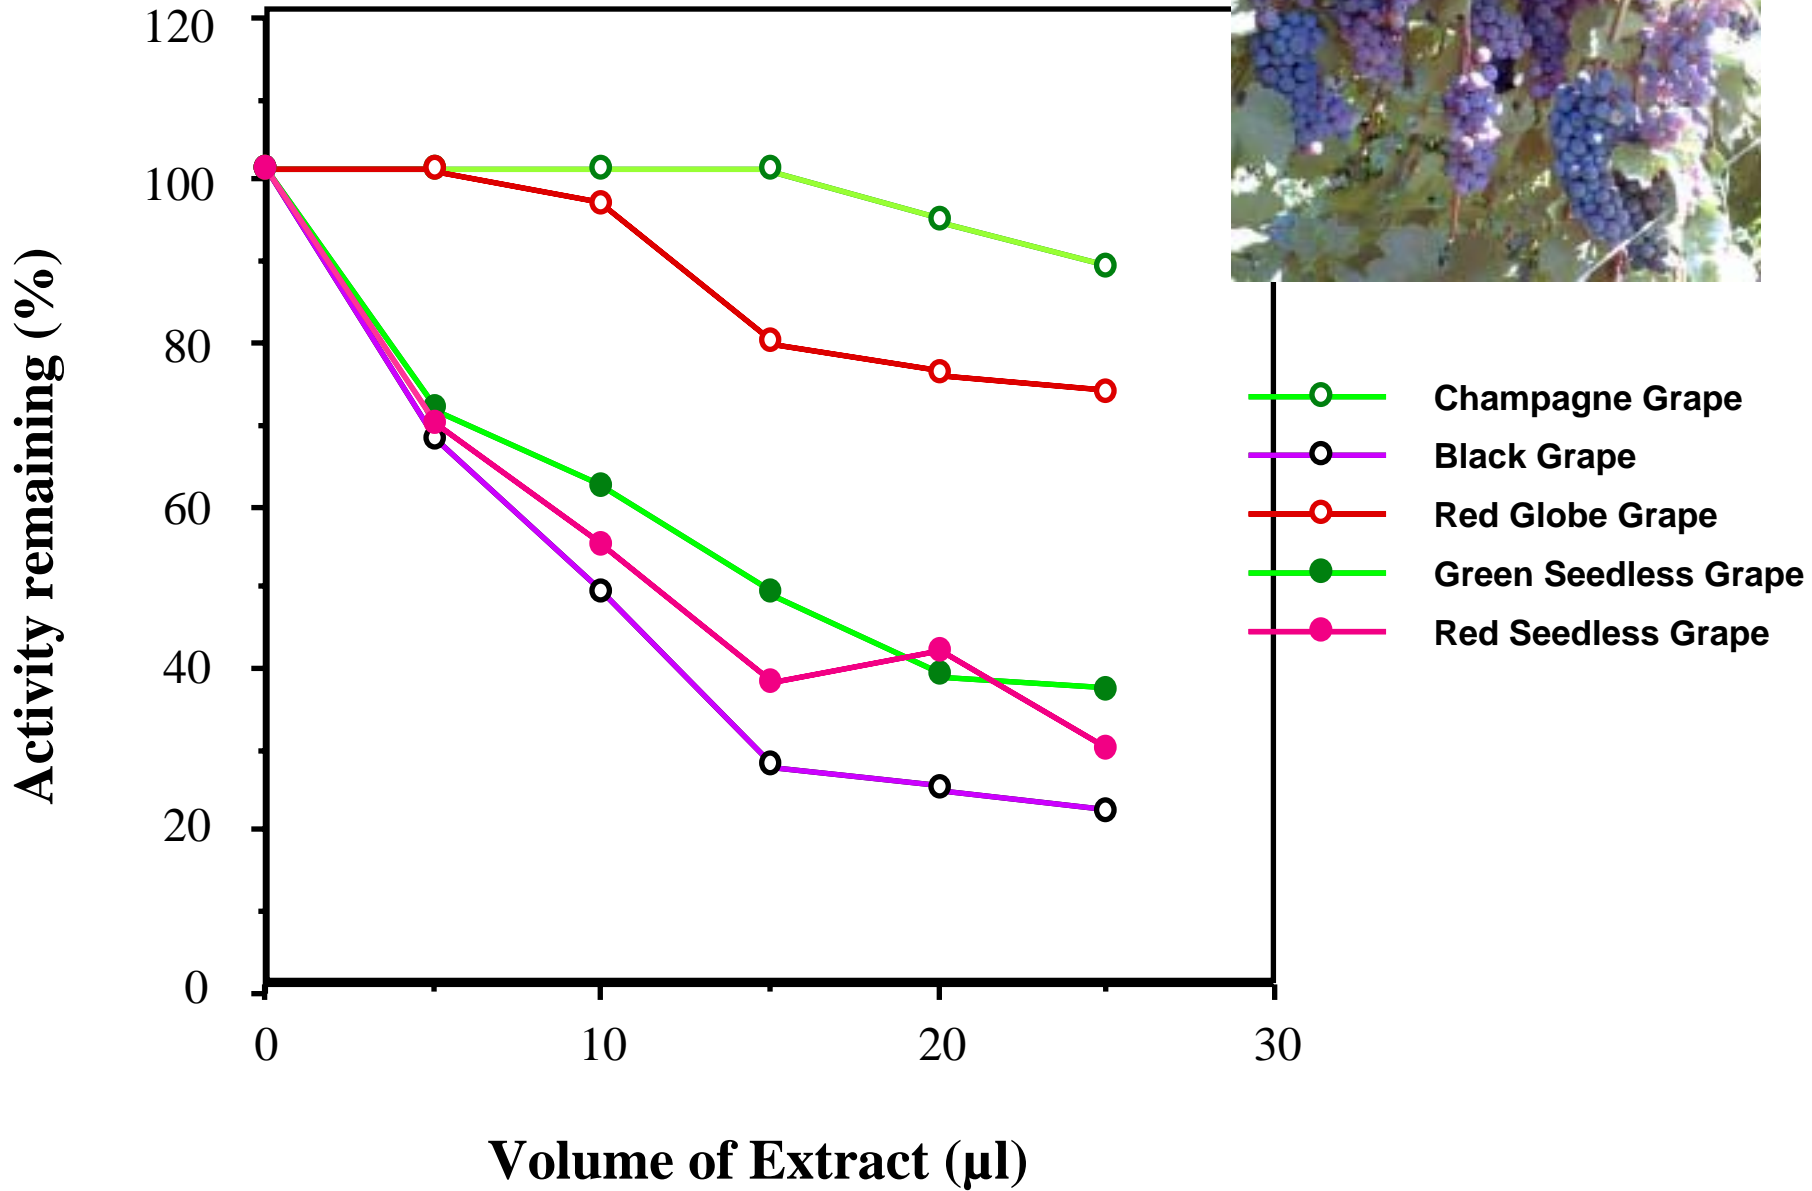 120
100
80
60
40
20
0
Activity remaining (%)
0 10 20 30
Volume of Extract (µl)
Champagne Grape
Black Grape
Red Globe Grape
Green Seedless Grape
Red Seedless Grape